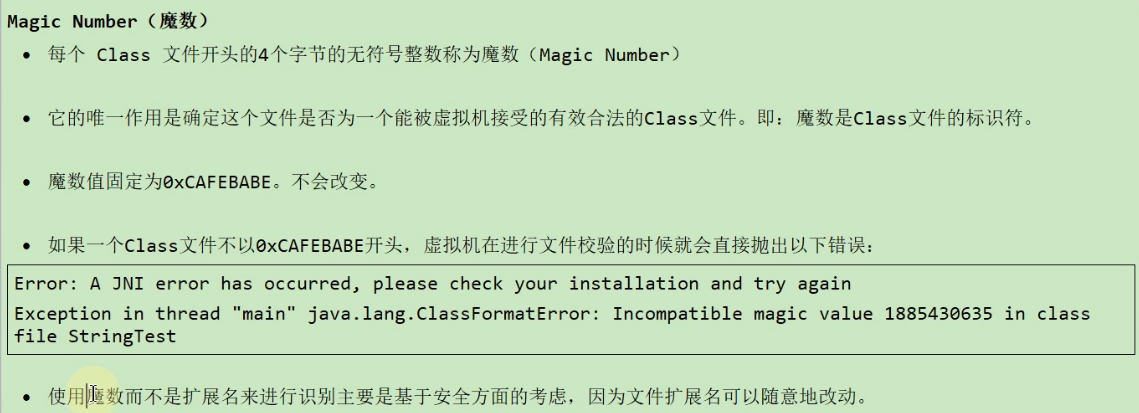 Magic Number（魔数）
• 每个 Class 文件开头的4个字节的无符号整数称为魔数（Magic Number）
• 它的唯一作用是确定这个文件是否为一个能被虚拟机接受的有效合法的Class文件。即：魔数是Class文件的标识符。
• 魔数值固定为0xCAFEBABE。不会改变。
• 如果一个Class文件不以0xCAFEBABE开头，虚拟机在进行文件校验的时候就会直接抛出以下错误：
Error: A JNI error has occurred, please check your installation and try again
Exception in thread "main" java.lang.ClassFormatError: Incompatible magic value 1885430635 in class
file StringTest
• 使用魔数而不是扩展名来进行识别主要是基于安全方面的考虑，因为文件扩展名可以随意地改动。